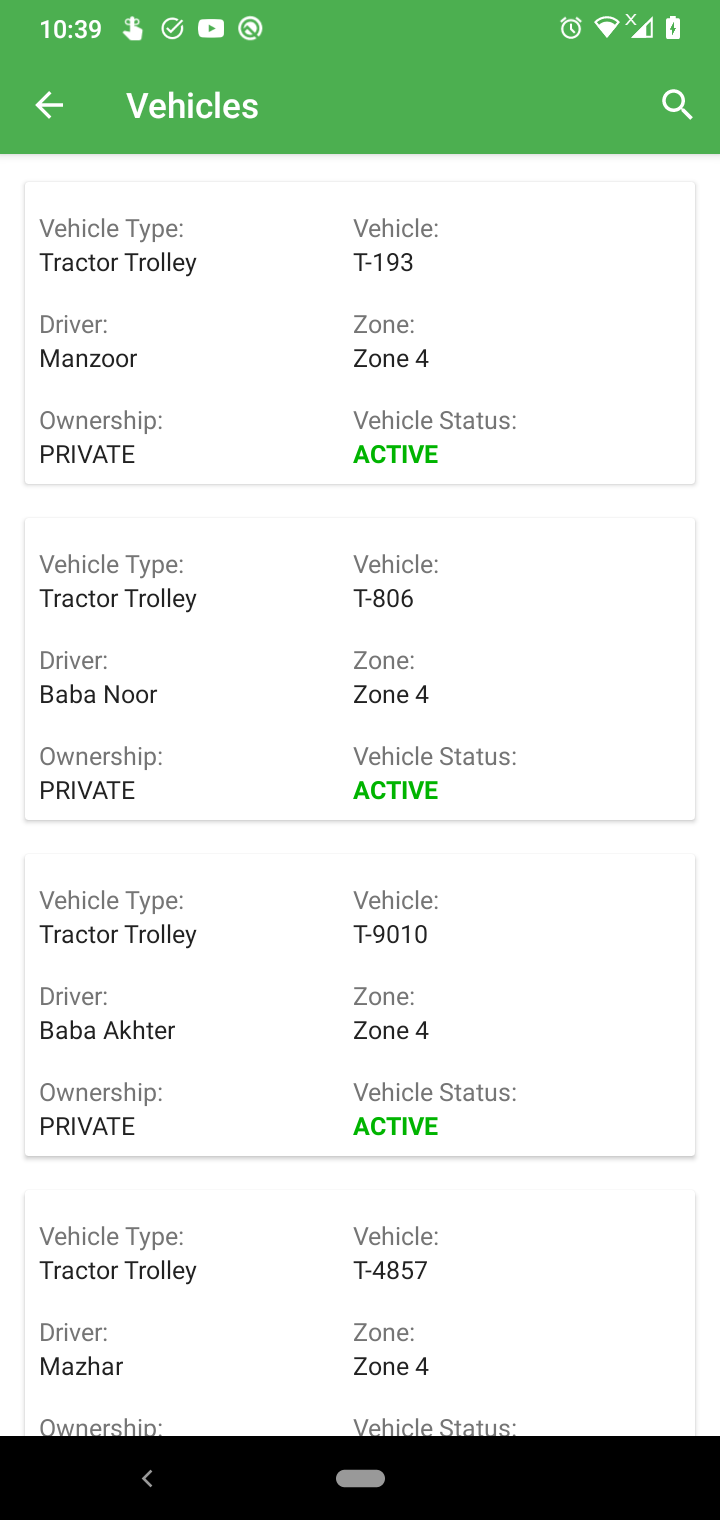 10:39
Vehicles
Vehicle Type: Vehicle:
Tractor Trolley T-193
Driver: Zone:
Manzoor Zone 4
Ownership: Vehicle Status:
PRIVATE ACTIVE
Vehicle Type: Vehicle:
Tractor Trolley T-806
Driver: Zone:
Baba Noor Zone 4
Ownership: Vehicle Status:
PRIVATE ACTIVE
Vehicle Type: Vehicle:
Tractor Trolley T-9010
Driver: Zone:
Baba Akhter Zone 4
Ownership: Vehicle Status:
PRIVATE ACTIVE
Vehicle Type: Vehicle:
Tractor Trolley T-4857
Driver: Zone:
Mazhar Zone 4
Ownership: Vehicle Status: